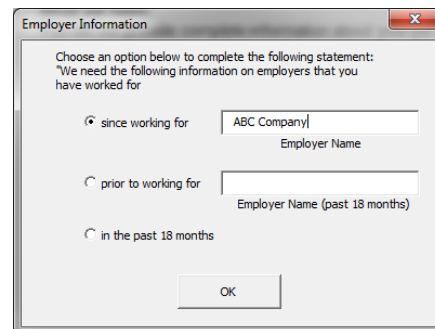 Employer Information
Choose an option below to complete the following statement:
"We need the following information on employers that you
have worked for
since working for
ABC Company
Employer Name
prior to working for
Employer Name (past 18 months)
in the past 18 months
OK